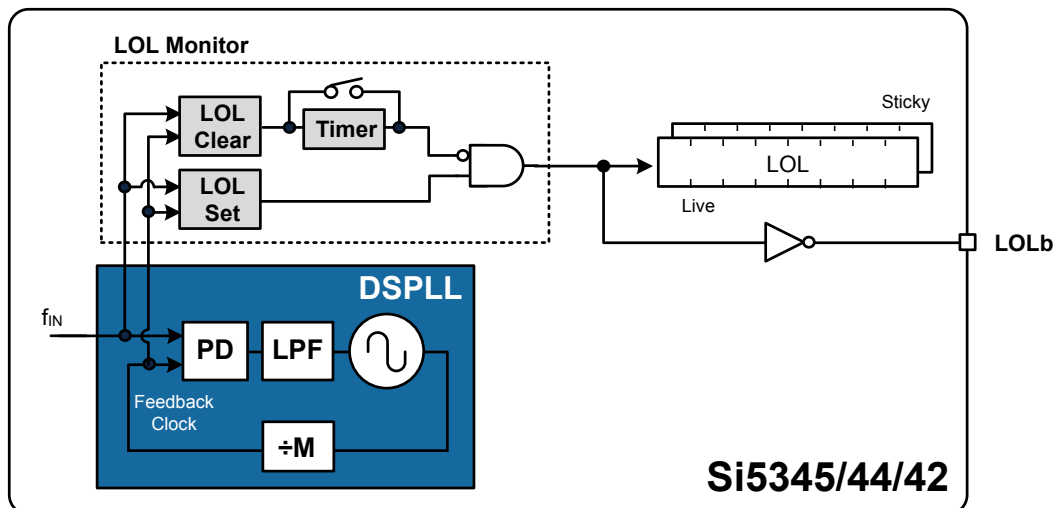 LOL Monitor
LOL
Clear
Timer
LOL
Set
Sticky
LOL
Live
LOLb
DSPLL
fIN
PD
LPF
Feedback
Clock
÷M
Si5345/44/42